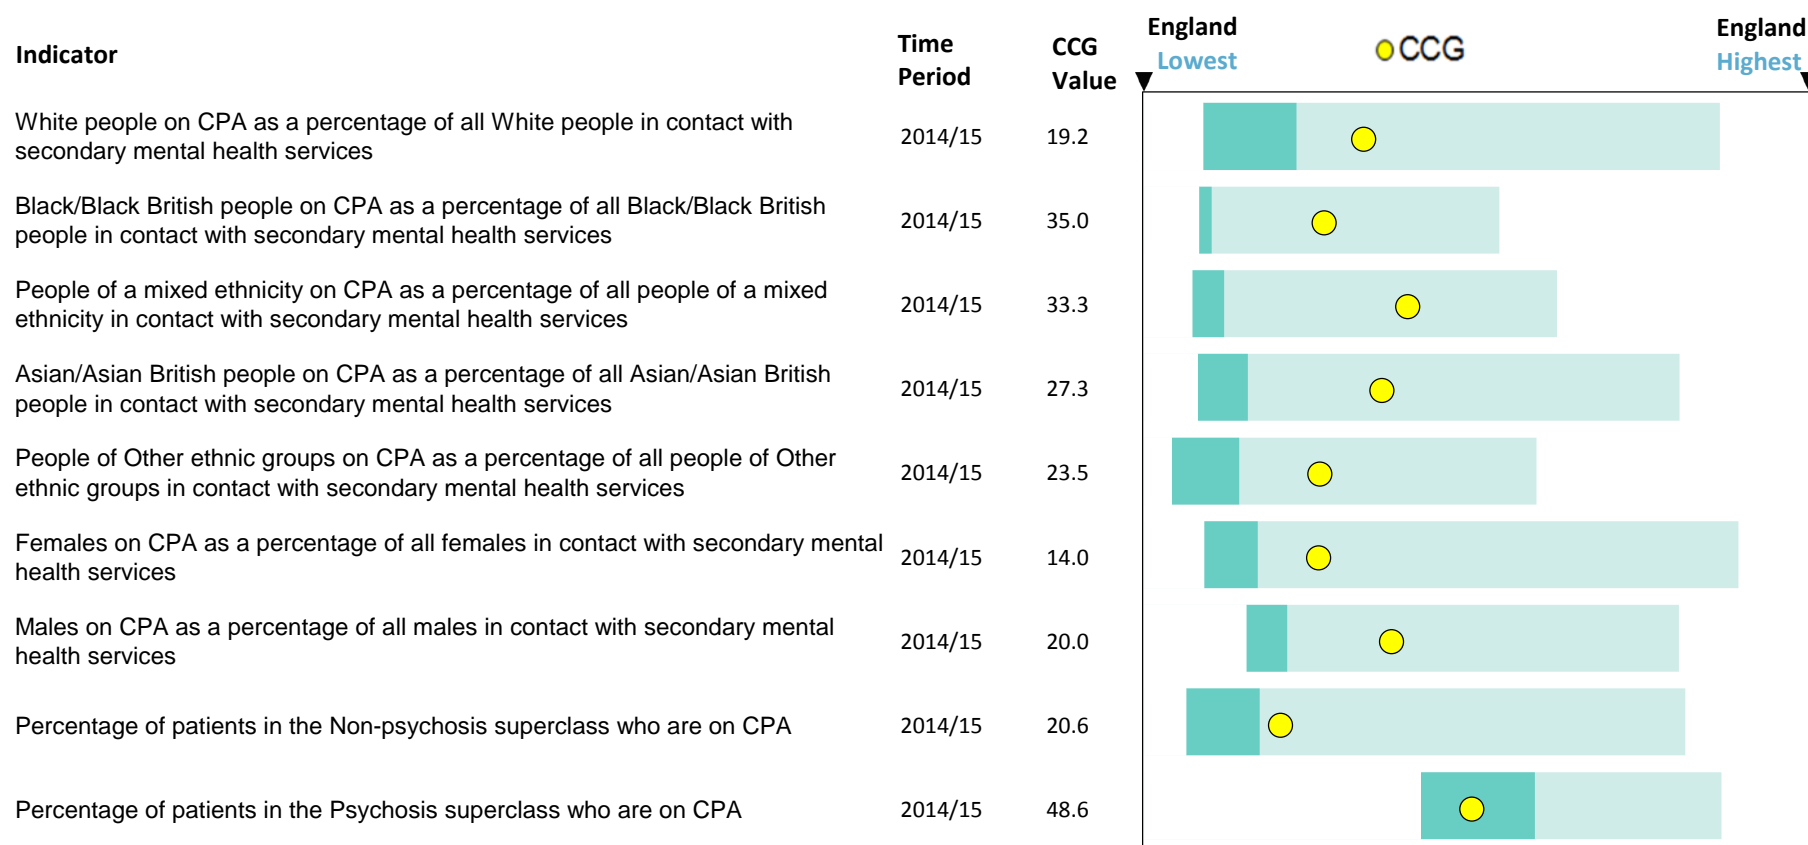 Indicator
Time
Period
CCG
Value
England
Lowest
CCG
England
Highest
White people on CPA as a percentage of all White people in contact with
secondary mental health services
2014/15
19.2
Black/Black British people on CPA as a percentage of all Black/Black British
people in contact with secondary mental health services
2014/15
35.0
People of a mixed ethnicity on CPA as a percentage of all people of a mixed
ethnicity in contact with secondary mental health services
2014/15
33.3
Asian/Asian British people on CPA as a percentage of all Asian/Asian British
people in contact with secondary mental health services
2014/15
27.3
People of Other ethnic groups on CPA as a percentage of all people of Other
ethnic groups in contact with secondary mental health services
2014/15
23.5
Females on CPA as a percentage of all females in contact with secondary mental
health services
2014/15
14.0
Males on CPA as a percentage of all males in contact with secondary mental
health services
2014/15
20.0
Percentage of patients in the Non-psychosis superclass who are on CPA
2014/15
20.6
Percentage of patients in the Psychosis superclass who are on CPA
2014/15
48.6